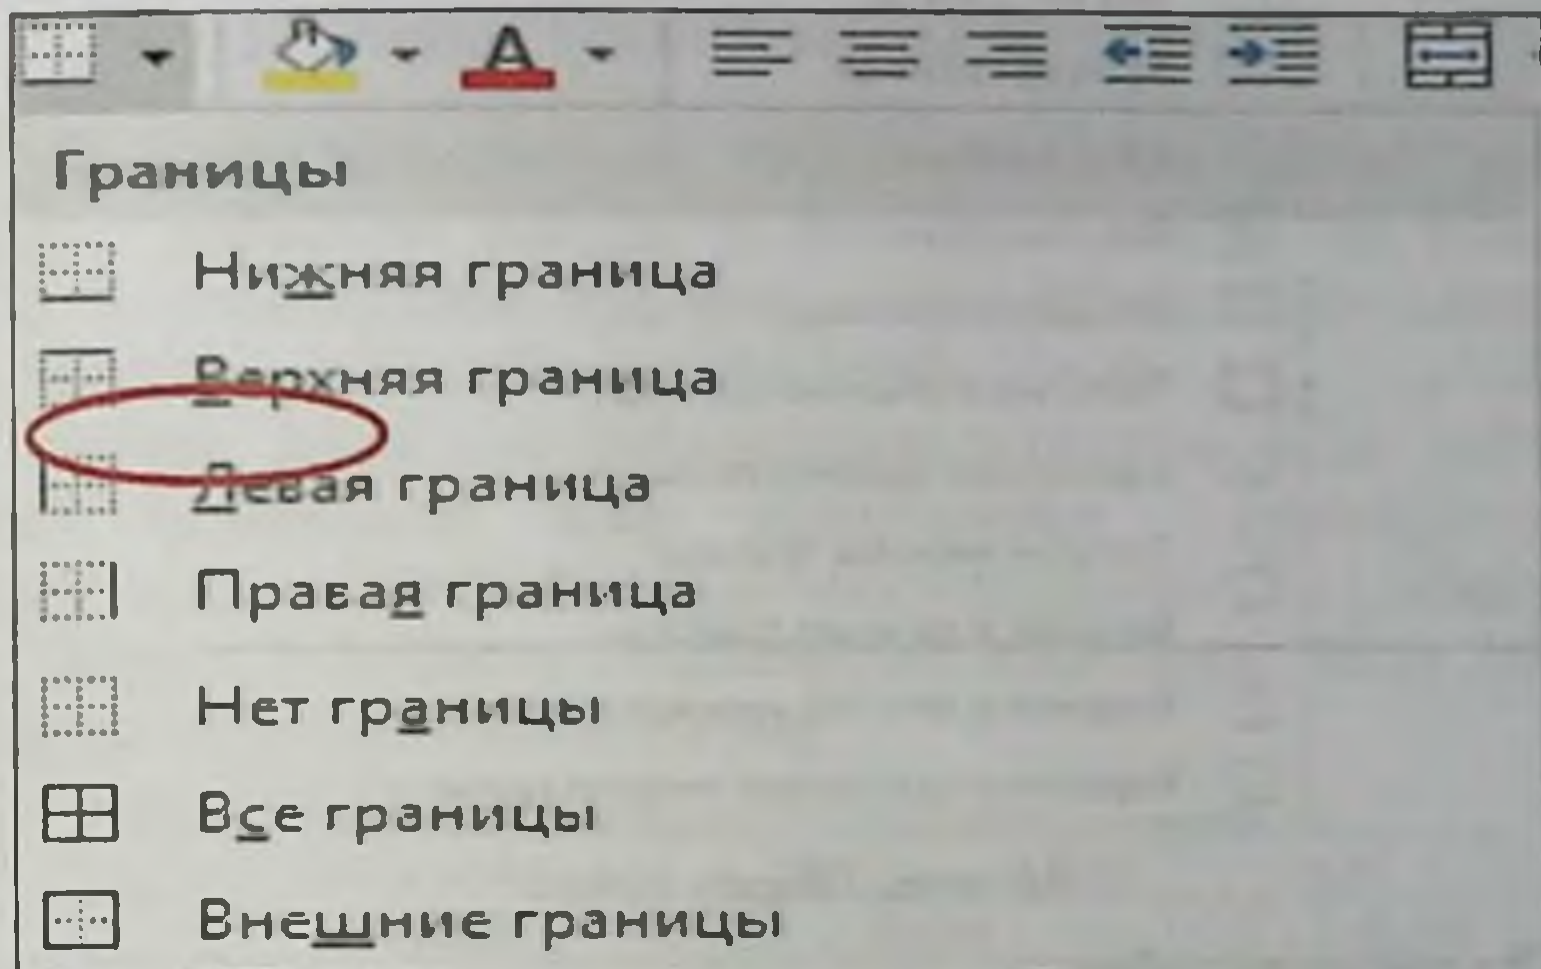 А
Границы
Нижняя граница
Верхняя граница
Левая граница
Правая граница
Нет границы
Все границы
Внешние границы